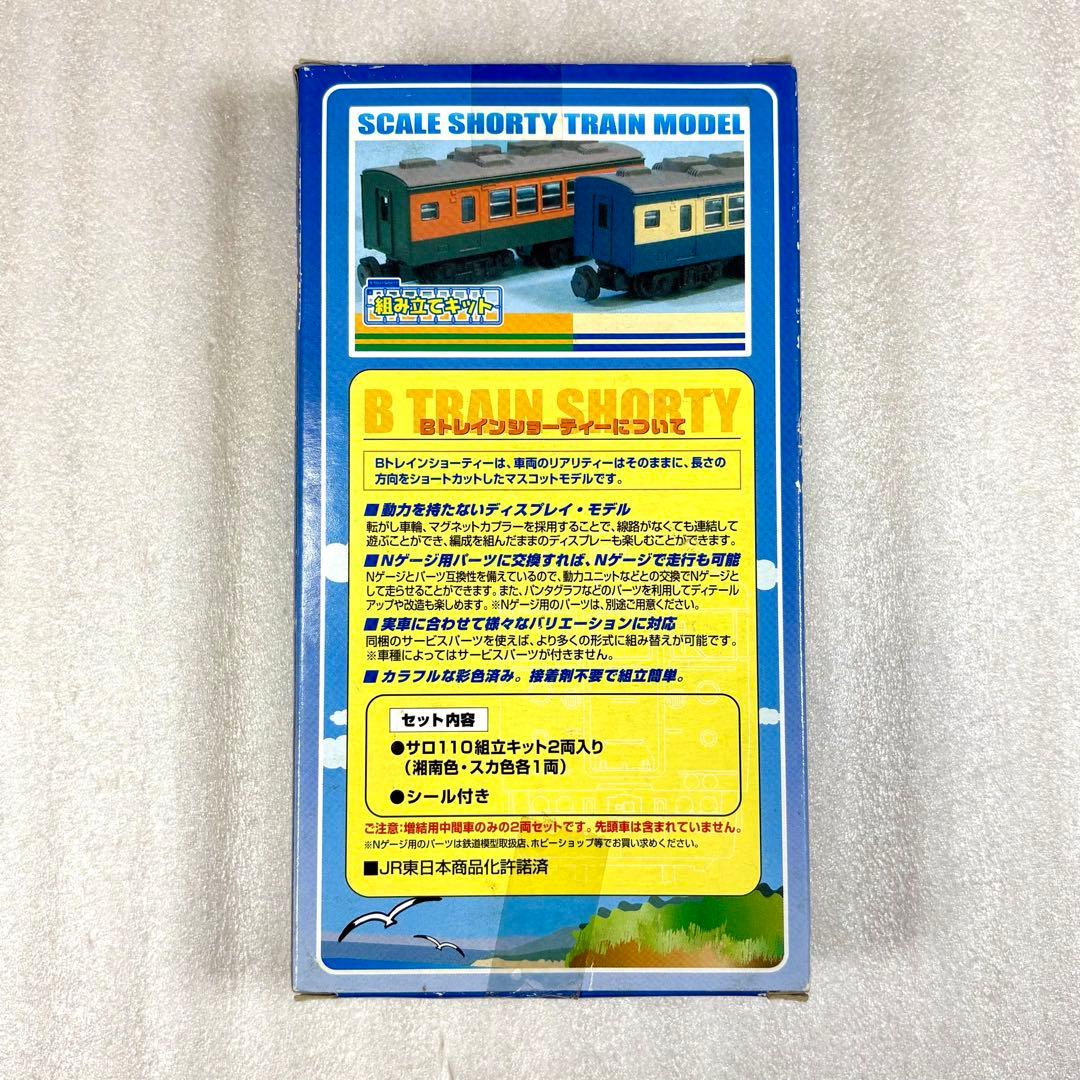 SCALE SHORTY TRAIN MODEL
組み立てキット
B TRAIN SHORTY
Bトレインショーティーについて
Bトレインショーティーは、車両のリアリティーはそのままに、長さの
方向をショートカットしたマスコットモデルです。
■動力を持たないディスプレイ・モデル
転がし車輪、マグネットカプラーを採用することで、線路がなくても連結して
遊ぶことができ、編成を組んだままのディスプレーも楽しむことができます。
■Nゲージ用パーツに交換すれば、Nゲージで走行も可能
Nゲージとパーツ互換性を備えているので、動力ユニットなどとの交換でNゲージと
して走らせることができます。また、パンタグラフなどのパーツを利用してディテール
アップや改造も楽しめます。※Nゲージ用のパーツは、別途ご用意ください。
■実車に合わせて様々なバリエーションに対応
同梱のサービスパーツを使えば、より多くの形式に組み替えが可能です。
※車種によってはサービスパーツが付きません。
■カラフルな彩色済み。接着剤不要で組立簡単。
セット内容
●サロ110組立キット2両入り
（湘南色・スカ色各1両）
●シール付き
ご注意：増結用中間車のみの2両セットです。先頭車は含まれていません。
※Nゲージ用のパーツは鉄道模型取扱店、ホビーショップ等でお買い求めください。
■JR東日本商品化許諾済